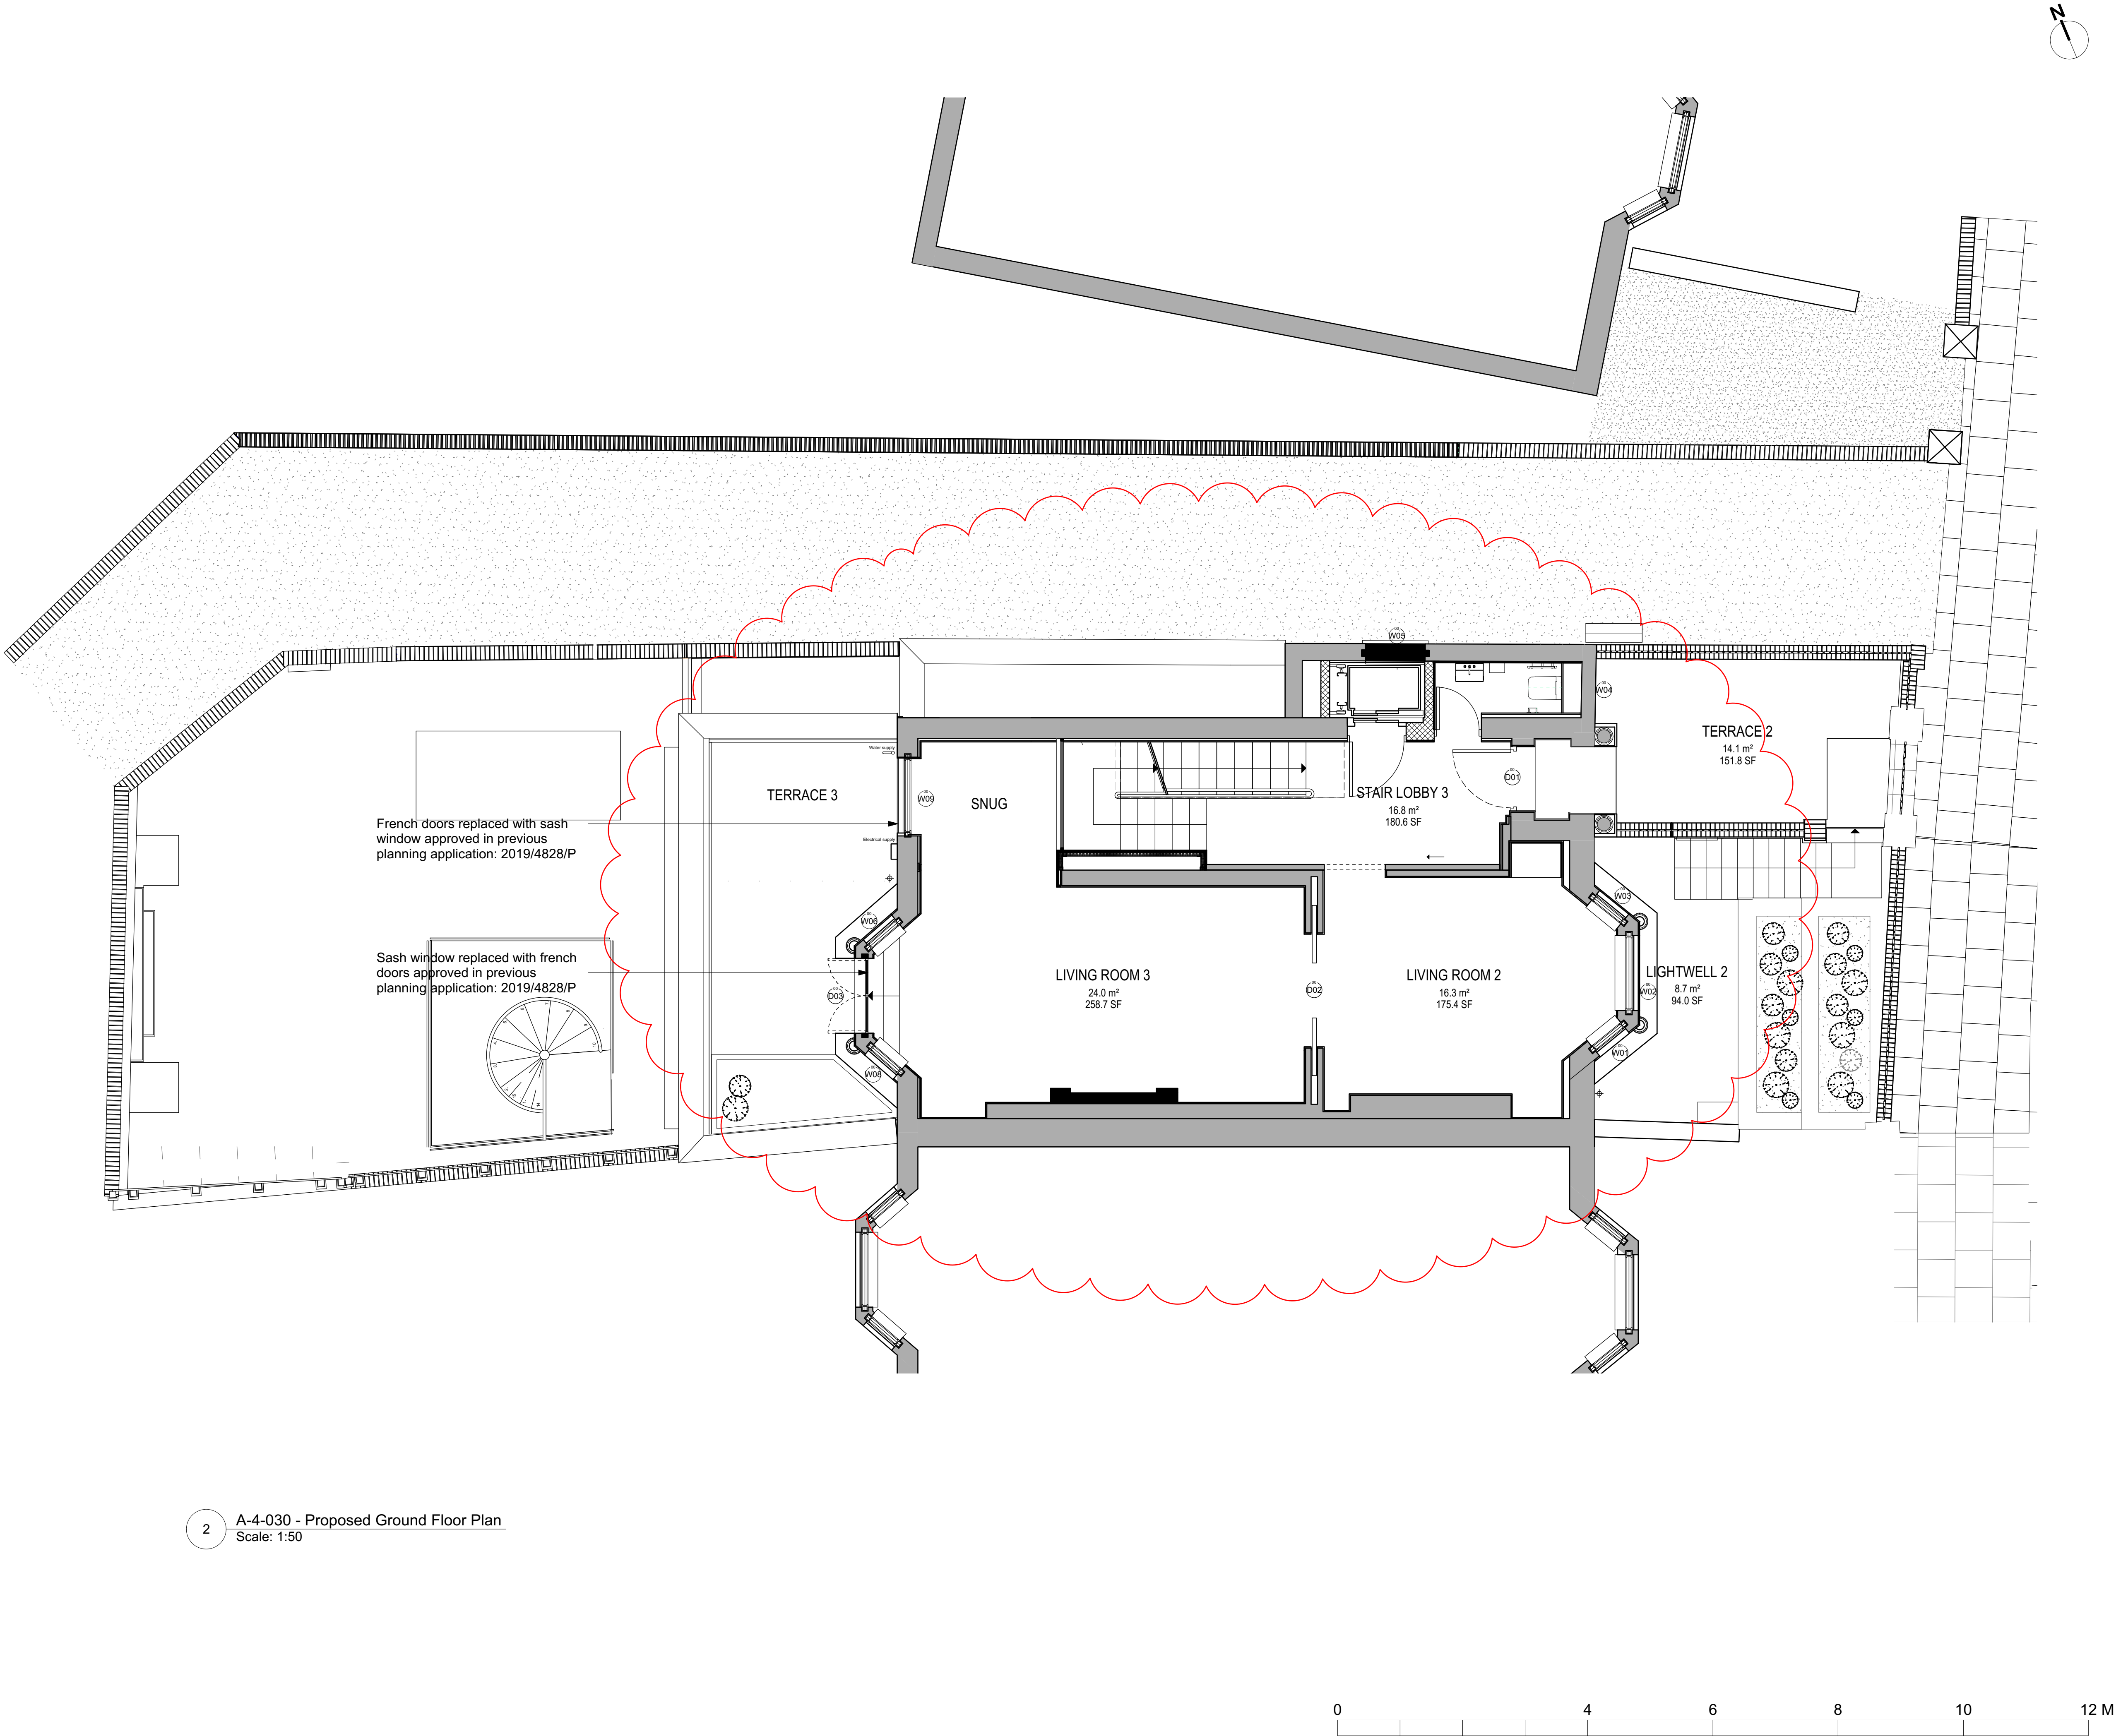 N
W05
W04
TERRACE 2
14.1 m²
151.8 SF
Water supply
TERRACE 3
W09
SNUG
D01
STAIR LOBBY 3
16.8 m²
180.6 SF
French doors replaced with sash
window approved in previous
planning application: 2019/4828/P
Electrical supply
W03
W06
Sash window replaced with french
doors approved in previous
planning application: 2019/4828/P
D03
LIVING ROOM 3
24.0 m²
258.7 SF
D02
LIVING ROOM 2
16.3 m²
175.4 SF
W02
LIGHTWELL 2
8.7 m²
94.0 SF
W01
W08
2
A-4-030 - Proposed Ground Floor Plan
Scale: 1:50
0 4 6 8 10 12 M